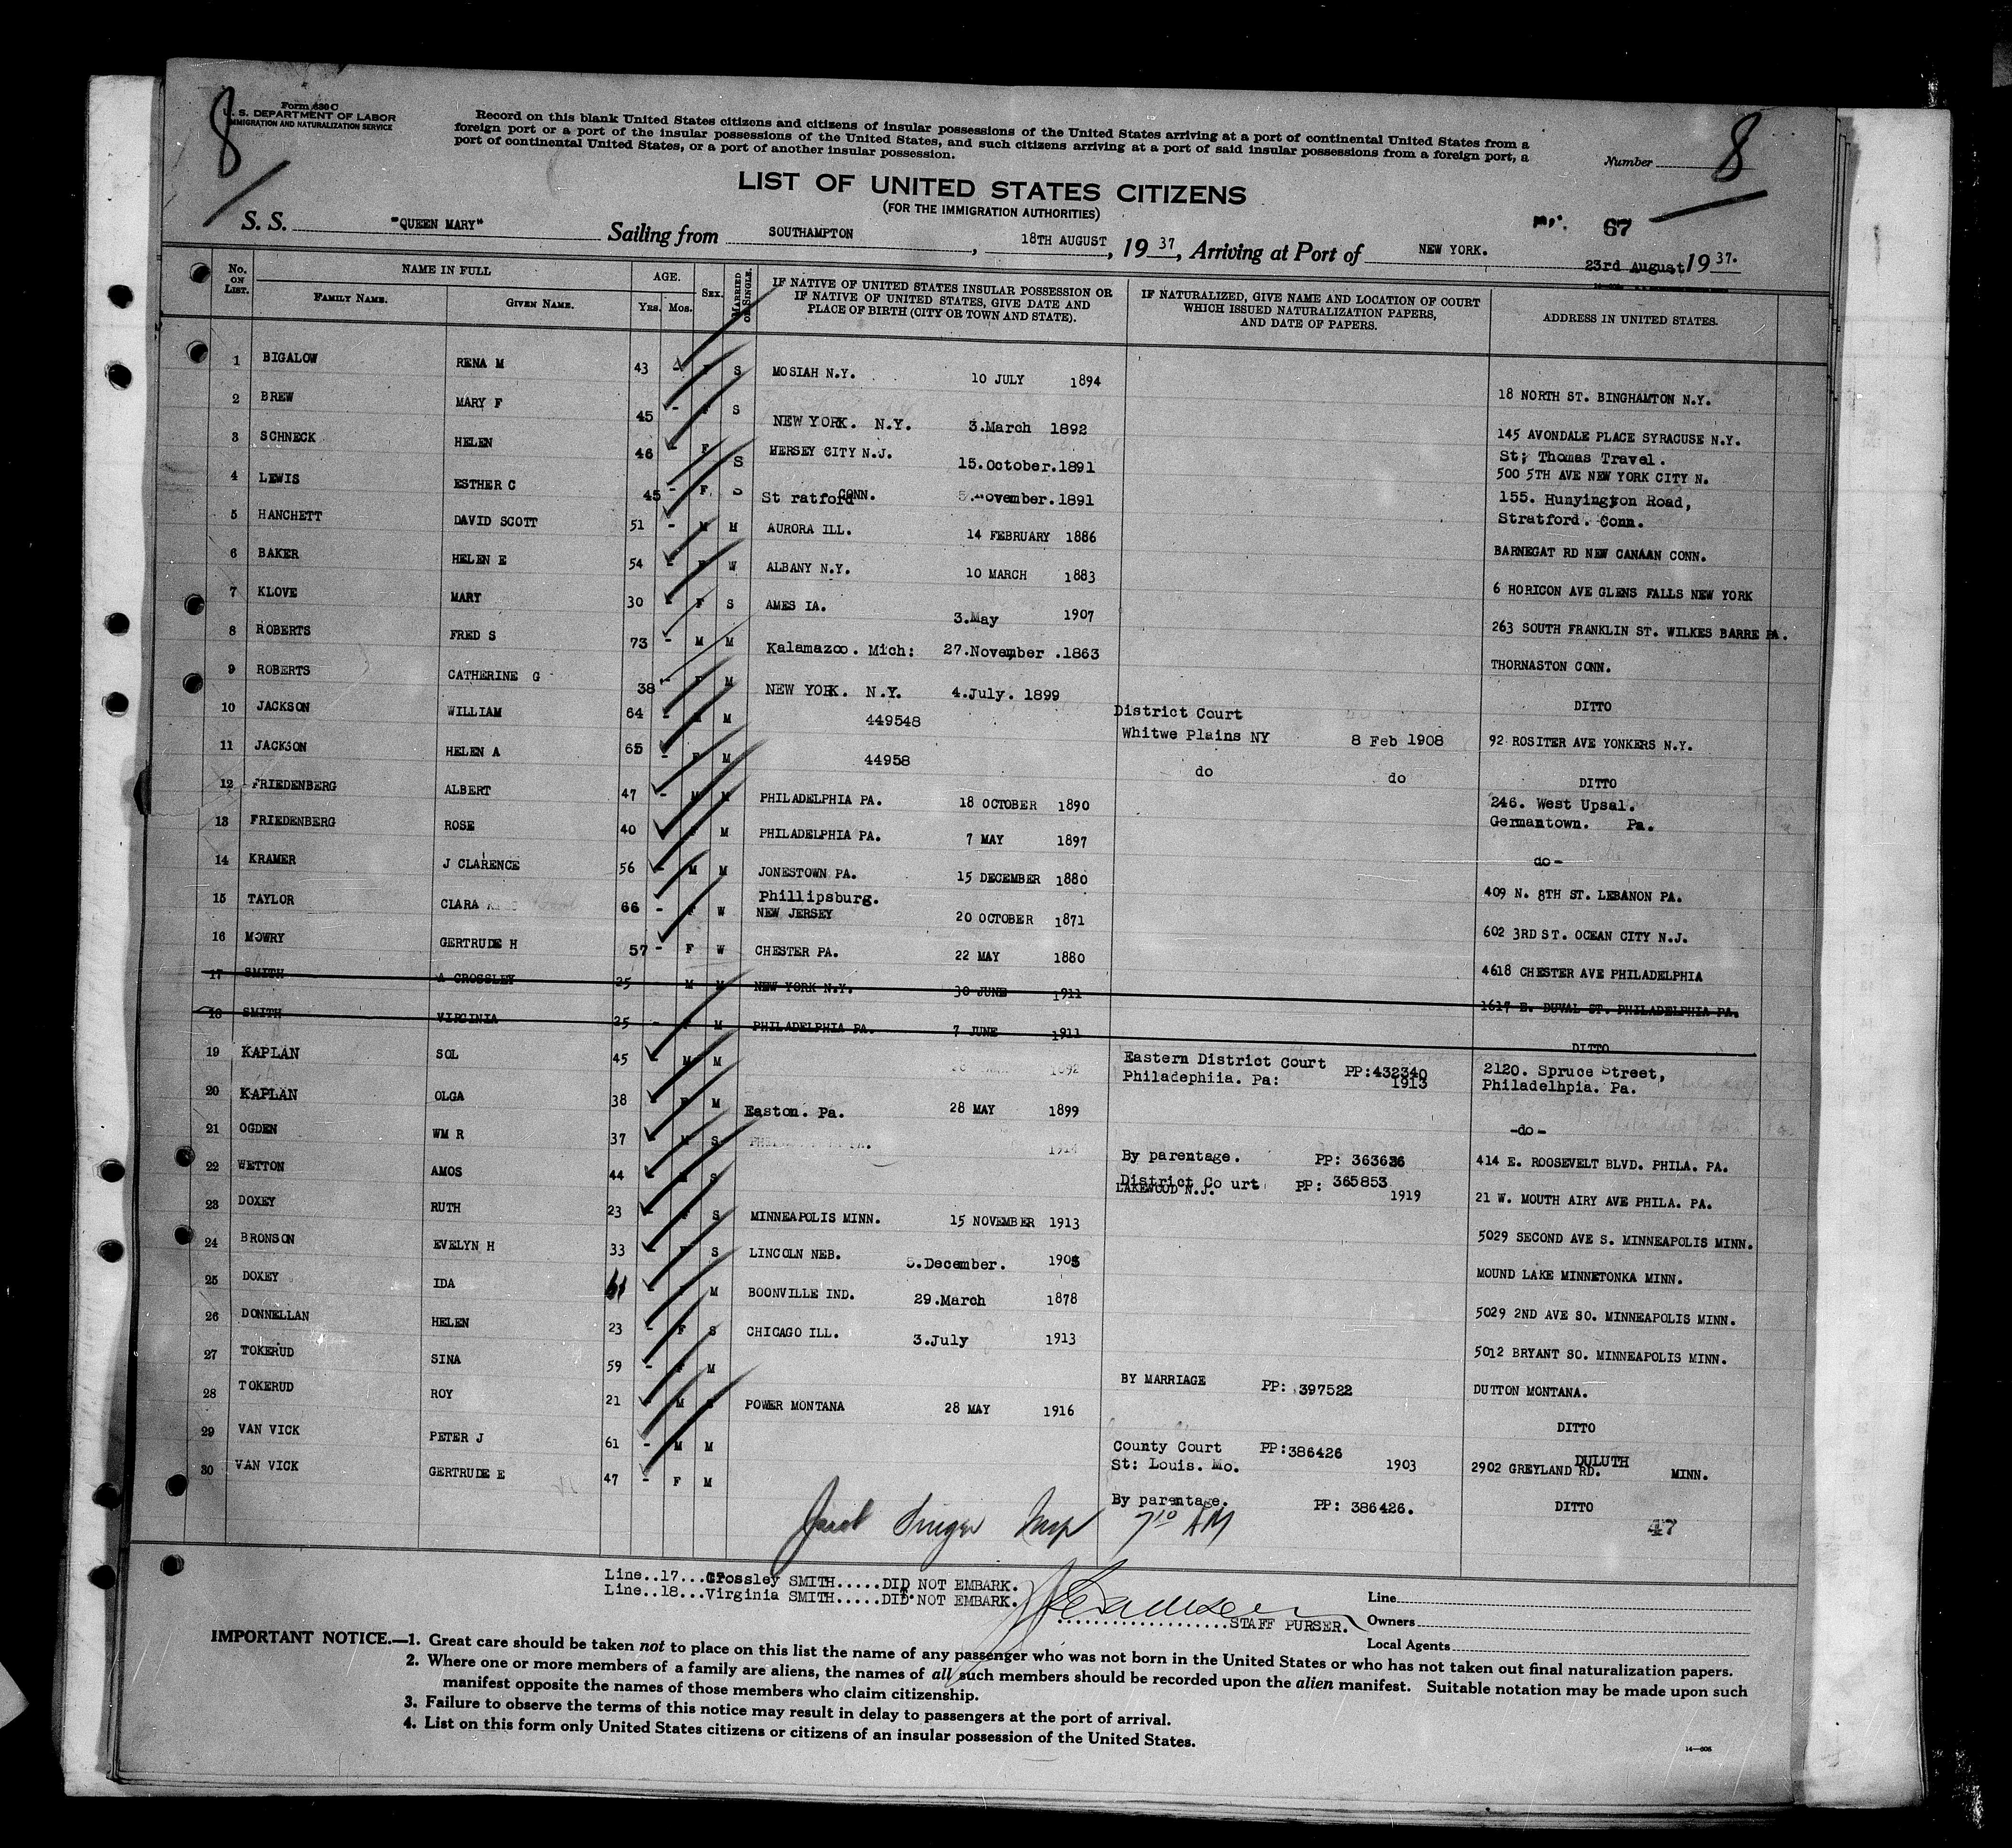 8
Form 630 C
U. S. DEPARTMENT OF LABOR
IMMIGRATION AND NATURALIZATION SERVICE
Record on this blank United States citizens and citizens of insular possessions of the United States arriving at a port of continental United States from a
foreign port or a port of the insular possessions of the United States, and such citizens arriving at a port of said insular possessions from a foreign port, a
port of continental United States, or a port of another insular possession.
Number 8
LIST OF UNITED STATES CITIZENS
(FOR THE IMMIGRATION AUTHORITIES)
67
S. S. "QUEEN MARY" Sailing from SOUTHAMPTON, 18TH AUGUST, 1937, Arriving at Port of NEW YORK. 23rd August 1937.
No. ON LIST. NAME IN FULL FAMILY NAME. GIVEN NAME. AGE. YRS. MOS. SEX. MARRIED OR SINGLE.
IF NATIVE OF UNITED STATES INSULAR POSSESSION OR
IF NATIVE OF UNITED STATES, GIVE DATE AND
PLACE OF BIRTH (CITY OR TOWN AND STATE).
IF NATURALIZED, GIVE NAME AND LOCATION OF COURT
WHICH ISSUED NATURALIZATION PAPERS,
AND DATE OF PAPERS.
ADDRESS IN UNITED STATES.
1 BIGALOW RENA M 43 - F S MOSIAH N.Y. 10 JULY 1894 18 NORTH ST. BINGHAMTON N.Y.
2 BREW MARY F 45 - F S NEW YORK. N.Y. 3.March 1892 145 AVONDALE PLACE SYRACUSE N.Y.
3 SCHNECK HELEN 46 - F S HERSEY CITY N.J. 15.October.1891 St; Thomas Travel.
500 5TH AVE NEW YORK CITY N.
4 LEWIS ESTHER C 45 - F S St ratford CONN. 5.November.1891 155. Hunyington Road,
Stratford. Conn.
5 HANCHETT DAVID SCOTT 51 - M M AURORA ILL. 14 FEBRUARY 1886 BARNEGAT RD NEW CANAAN CONN.
6 BAKER HELEN E 54 - F W ALBANY N.Y. 10 MARCH 1883 6 HORICON AVE GLENS FALLS NEW YORK
7 KLOVE MARY 30 - F S AMES IA. 3.May 1907 263 SOUTH FRANKLIN ST. WILKES BARRE PA.
8 ROBERTS FRED S 73 - M M Kalamazoo. Mich: 27.November .1863 THORNASTON CONN.
9 ROBERTS CATHERINE G 38 - F M NEW YORK. N.Y. 4.July. 1899 DITTO
10 JACKSON WILLIAM 64 - M M 449548 District Court
Whitwe Plains NY 8 Feb 1908 92 ROSITER AVE YONKERS N.Y.
11 JACKSON HELEN A 65 - F M 44958 do do DITTO
12 FRIEDENBERG ALBERT 47 - M M PHILADELPHIA PA. 18 OCTOBER 1890 246. West Upsal.
Germantown. Pa.
13 FRIEDENBERG ROSE 40 - F M PHILADELPHIA PA. 7 MAY 1897 do-
14 KRAMER J CLARENCE 56 - M M JONESTOWN PA. 15 DECEMBER 1880 409 N. 8TH ST. LEBANON PA.
15 TAYLOR CLARA 66 - F W Phillipsburg.
NEW JERSEY 20 OCTOBER 1871 602 3RD ST. OCEAN CITY N.J.
16 MOWRY GERTRUDE H 57 - F W CHESTER PA. 22 MAY 1880 4618 CHESTER AVE PHILADELPHIA
17 SMITH A CROSSLEY 25 M M NEW YORK N.Y. 30 JUNE 1911 1617 E. DUVAL ST. PHILADELPHIA PA.
18 SMITH VIRGINIA 25 - F M PHILADELPHIA PA. 7 JUNE 1911 DITTO
19 KAPLAN SOL 45 M M Eastern District Court PP:432340
Philadephiia. Pa: 1913 2120. Spruce Street,
Philadelhpia. Pa.
20 KAPLAN OLGA 38 - F M Easton. Pa. 28 MAY 1899 -do-
21 OGDEN WM R 37 - M S By parentage. PP: 363636 414 E. ROOSEVELT BLVD. PHILA. PA.
22 WETTON AMOS 44 - M S District Co urt PP: 365853
LAKEWOOD N.J. 1919 21 W. MOUTH AIRY AVE PHILA. PA.
23 DOXEY RUTH 23 - F S MINNEAPOLIS MINN. 15 NOVEMBER 1913 5029 SECOND AVE S. MINNEAPOLIS MINN.
24 BRONSON EVELYN H 33 - F S LINCOLN NEB. 5.December. MOUND LAKE MINNETONKA MINN.
25 DOXEY IDA - F M BOONVILLE IND. 29.March 1878 5029 2ND AVE SO. MINNEAPOLIS MINN.
26 DONNELLAN HELEN 23 - F S CHICAGO ILL. 3.July 1913 5012 BRYANT SO. MINNEAPOLIS MINN.
27 TOKERUD SINA 59 - F M BY MARRIAGE PP: 397522 DUTTON MONTANA.
28 TOKERUD ROY 21 - M S POWER MONTANA 28 MAY 1916 DITTO
29 VAN VICK PETER J 61 - M M County Court PP:386426
St: Louis. Mo. 1903 2902 GREYLAND RD. DULUTH MINN.
30 VAN VICK GERTRUDE E 47 - F M By parentage. PP: 386426. DITTO
47
7 10 AM
Line..17...Crossley SMITH.....DID NOT EMBARK.
Line..18...Virginia SMITH.....DID NOT EMBARK.
STAFF PURSER.
Line
Owners
Local Agents
IMPORTANT NOTICE.—1. Great care should be taken not to place on this list the name of any passenger who was not born in the United States or who has not taken out final naturalization papers.
2. Where one or more members of a family are aliens, the names of all such members should be recorded upon the alien manifest. Suitable notation may be made upon such
manifest opposite the names of those members who claim citizenship.
3. Failure to observe the terms of this notice may result in delay to passengers at the port of arrival.
4. List on this form only United States citizens or citizens of an insular possession of the United States.
14—605